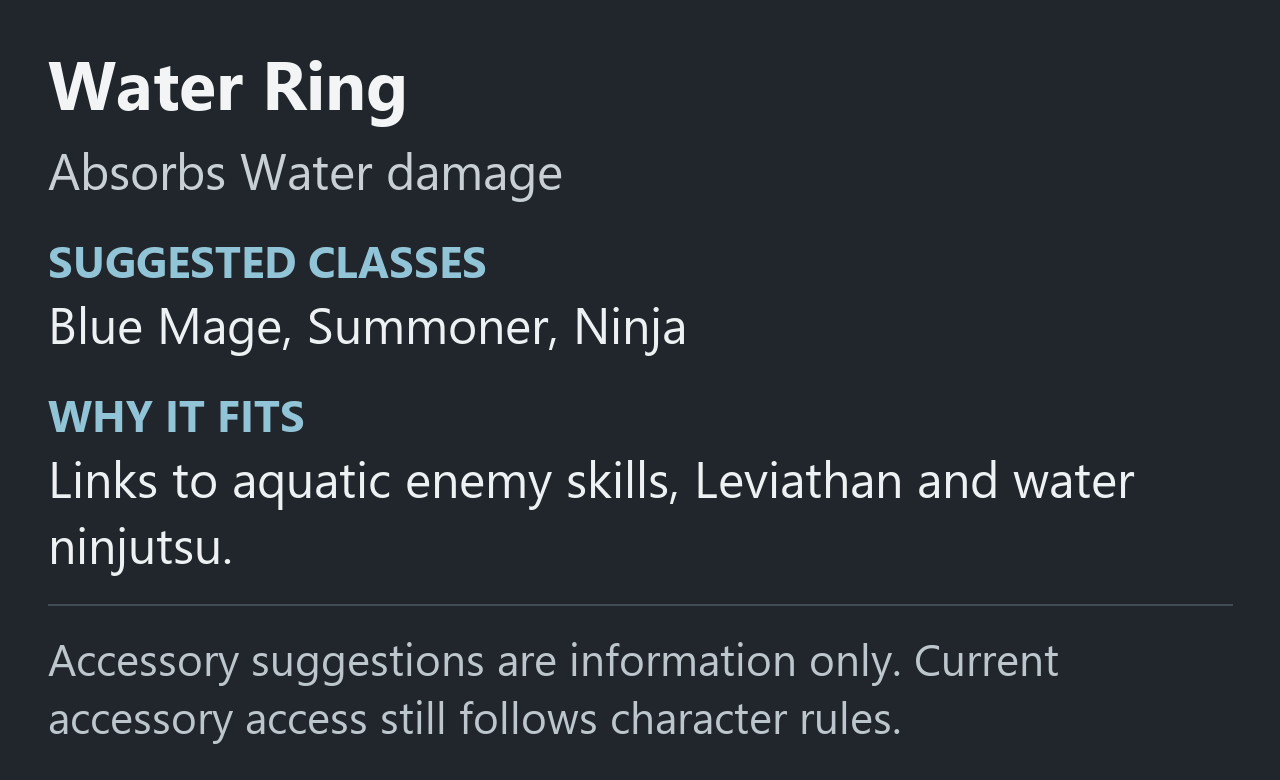 Water Ring
Absorbs Water damage
SUGGESTED CLASSES
Blue Mage, Summoner, Ninja
WHY IT FITS
Links to aquatic enemy skills, Leviathan and water
ninjutsu.
Accessory suggestions are information only. Current
accessory access still follows character rules.